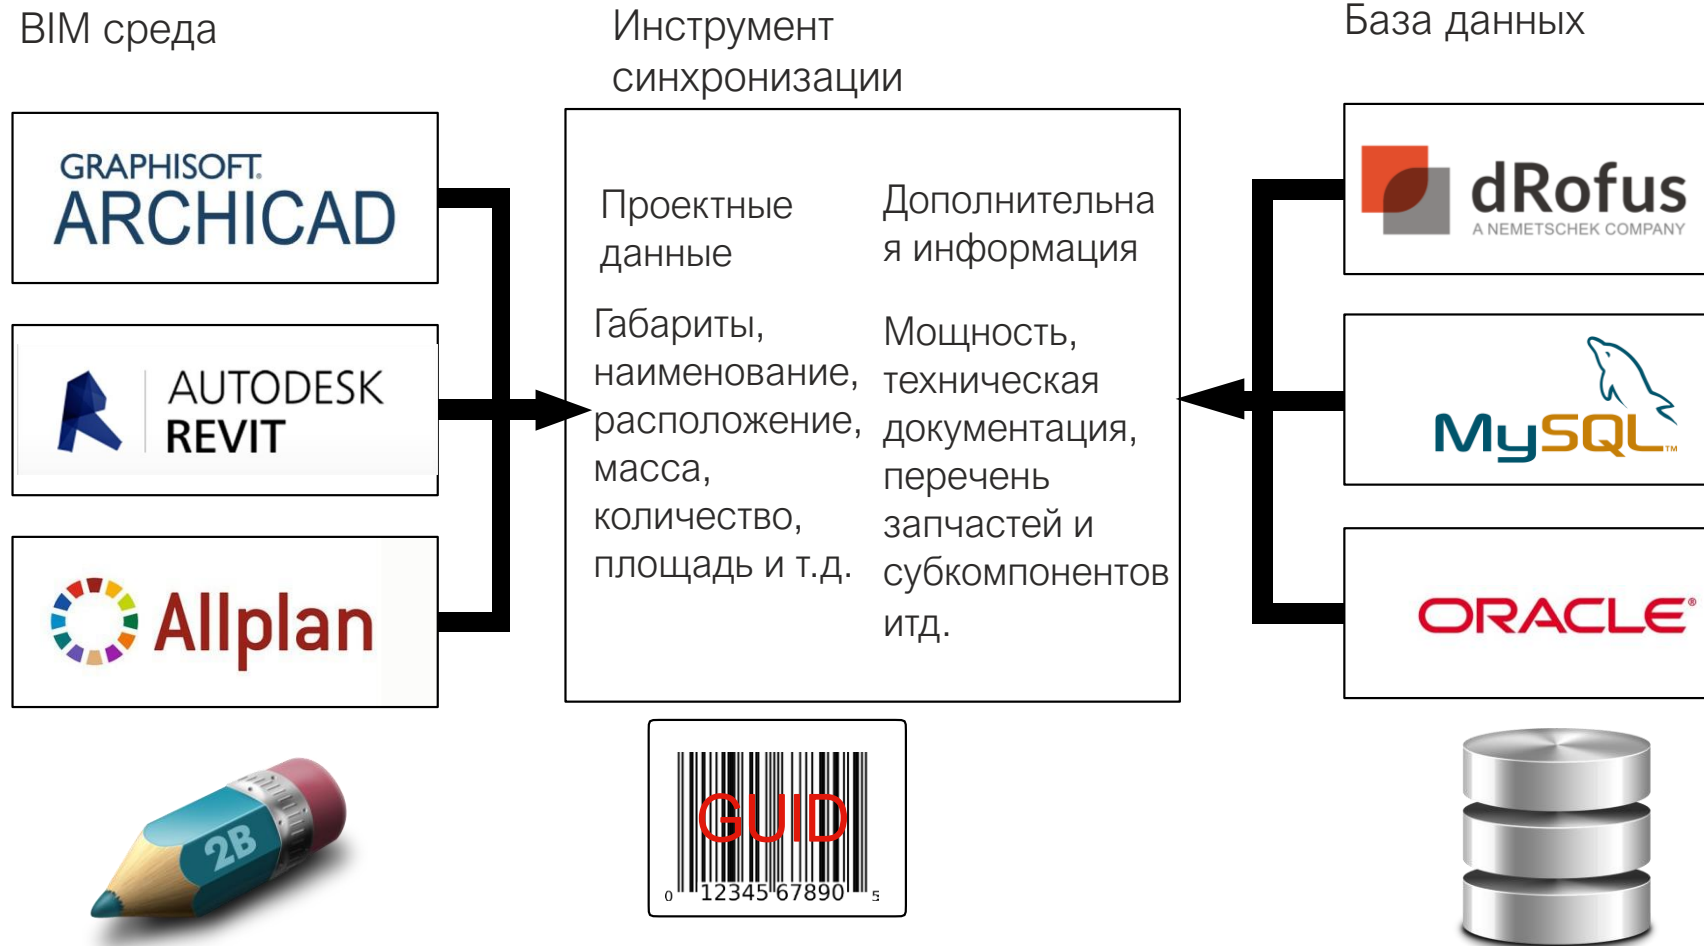 BIM среда
Инструмент
синхронизации
База данных
GRAPHISOFT.
ARCHICAD
AUTODESK
REVIT
Allplan
Проектные
данные
Габариты,
наименование,
расположение,
масса,
количество,
площадь и т.д.
Дополнительна
я информация
Мощность,
техническая
документация,
перечень
запчастей и
субкомпонентов
итд.
dRofus
A NEMETSCHEK COMPANY
MySQL™
ORACLE®
2B
GUID
0 12345 67890 5